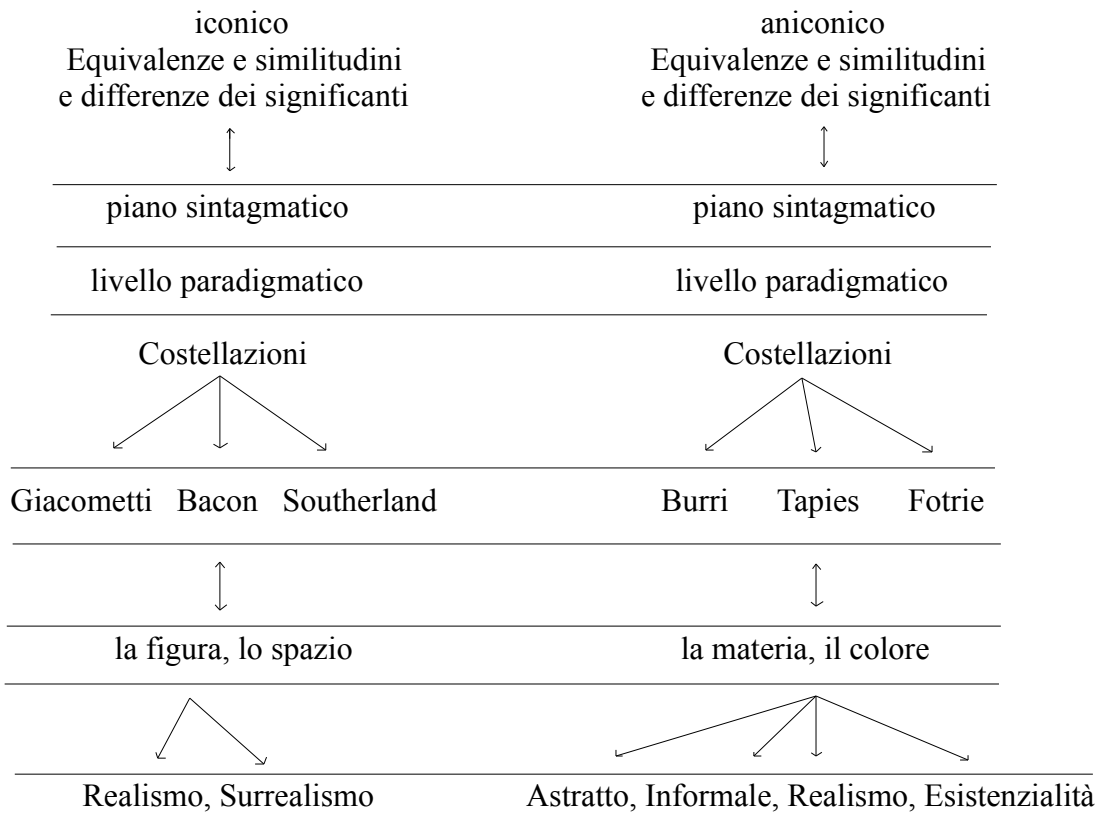 iconico
Equivalenze e similitudini
e differenze dei significanti
aniconico
Equivalenze e similitudini
e differenze dei significanti
piano sintagmatico
piano sintagmatico
livello paradigmatico
livello paradigmatico
Costellazioni
Costellazioni
Giacometti Bacon Southerland
Burri Tapies Fotrie
la figura, lo spazio
la materia, il colore
Realismo, Surrealismo
Astratto, Informale, Realismo, Esistenzialità